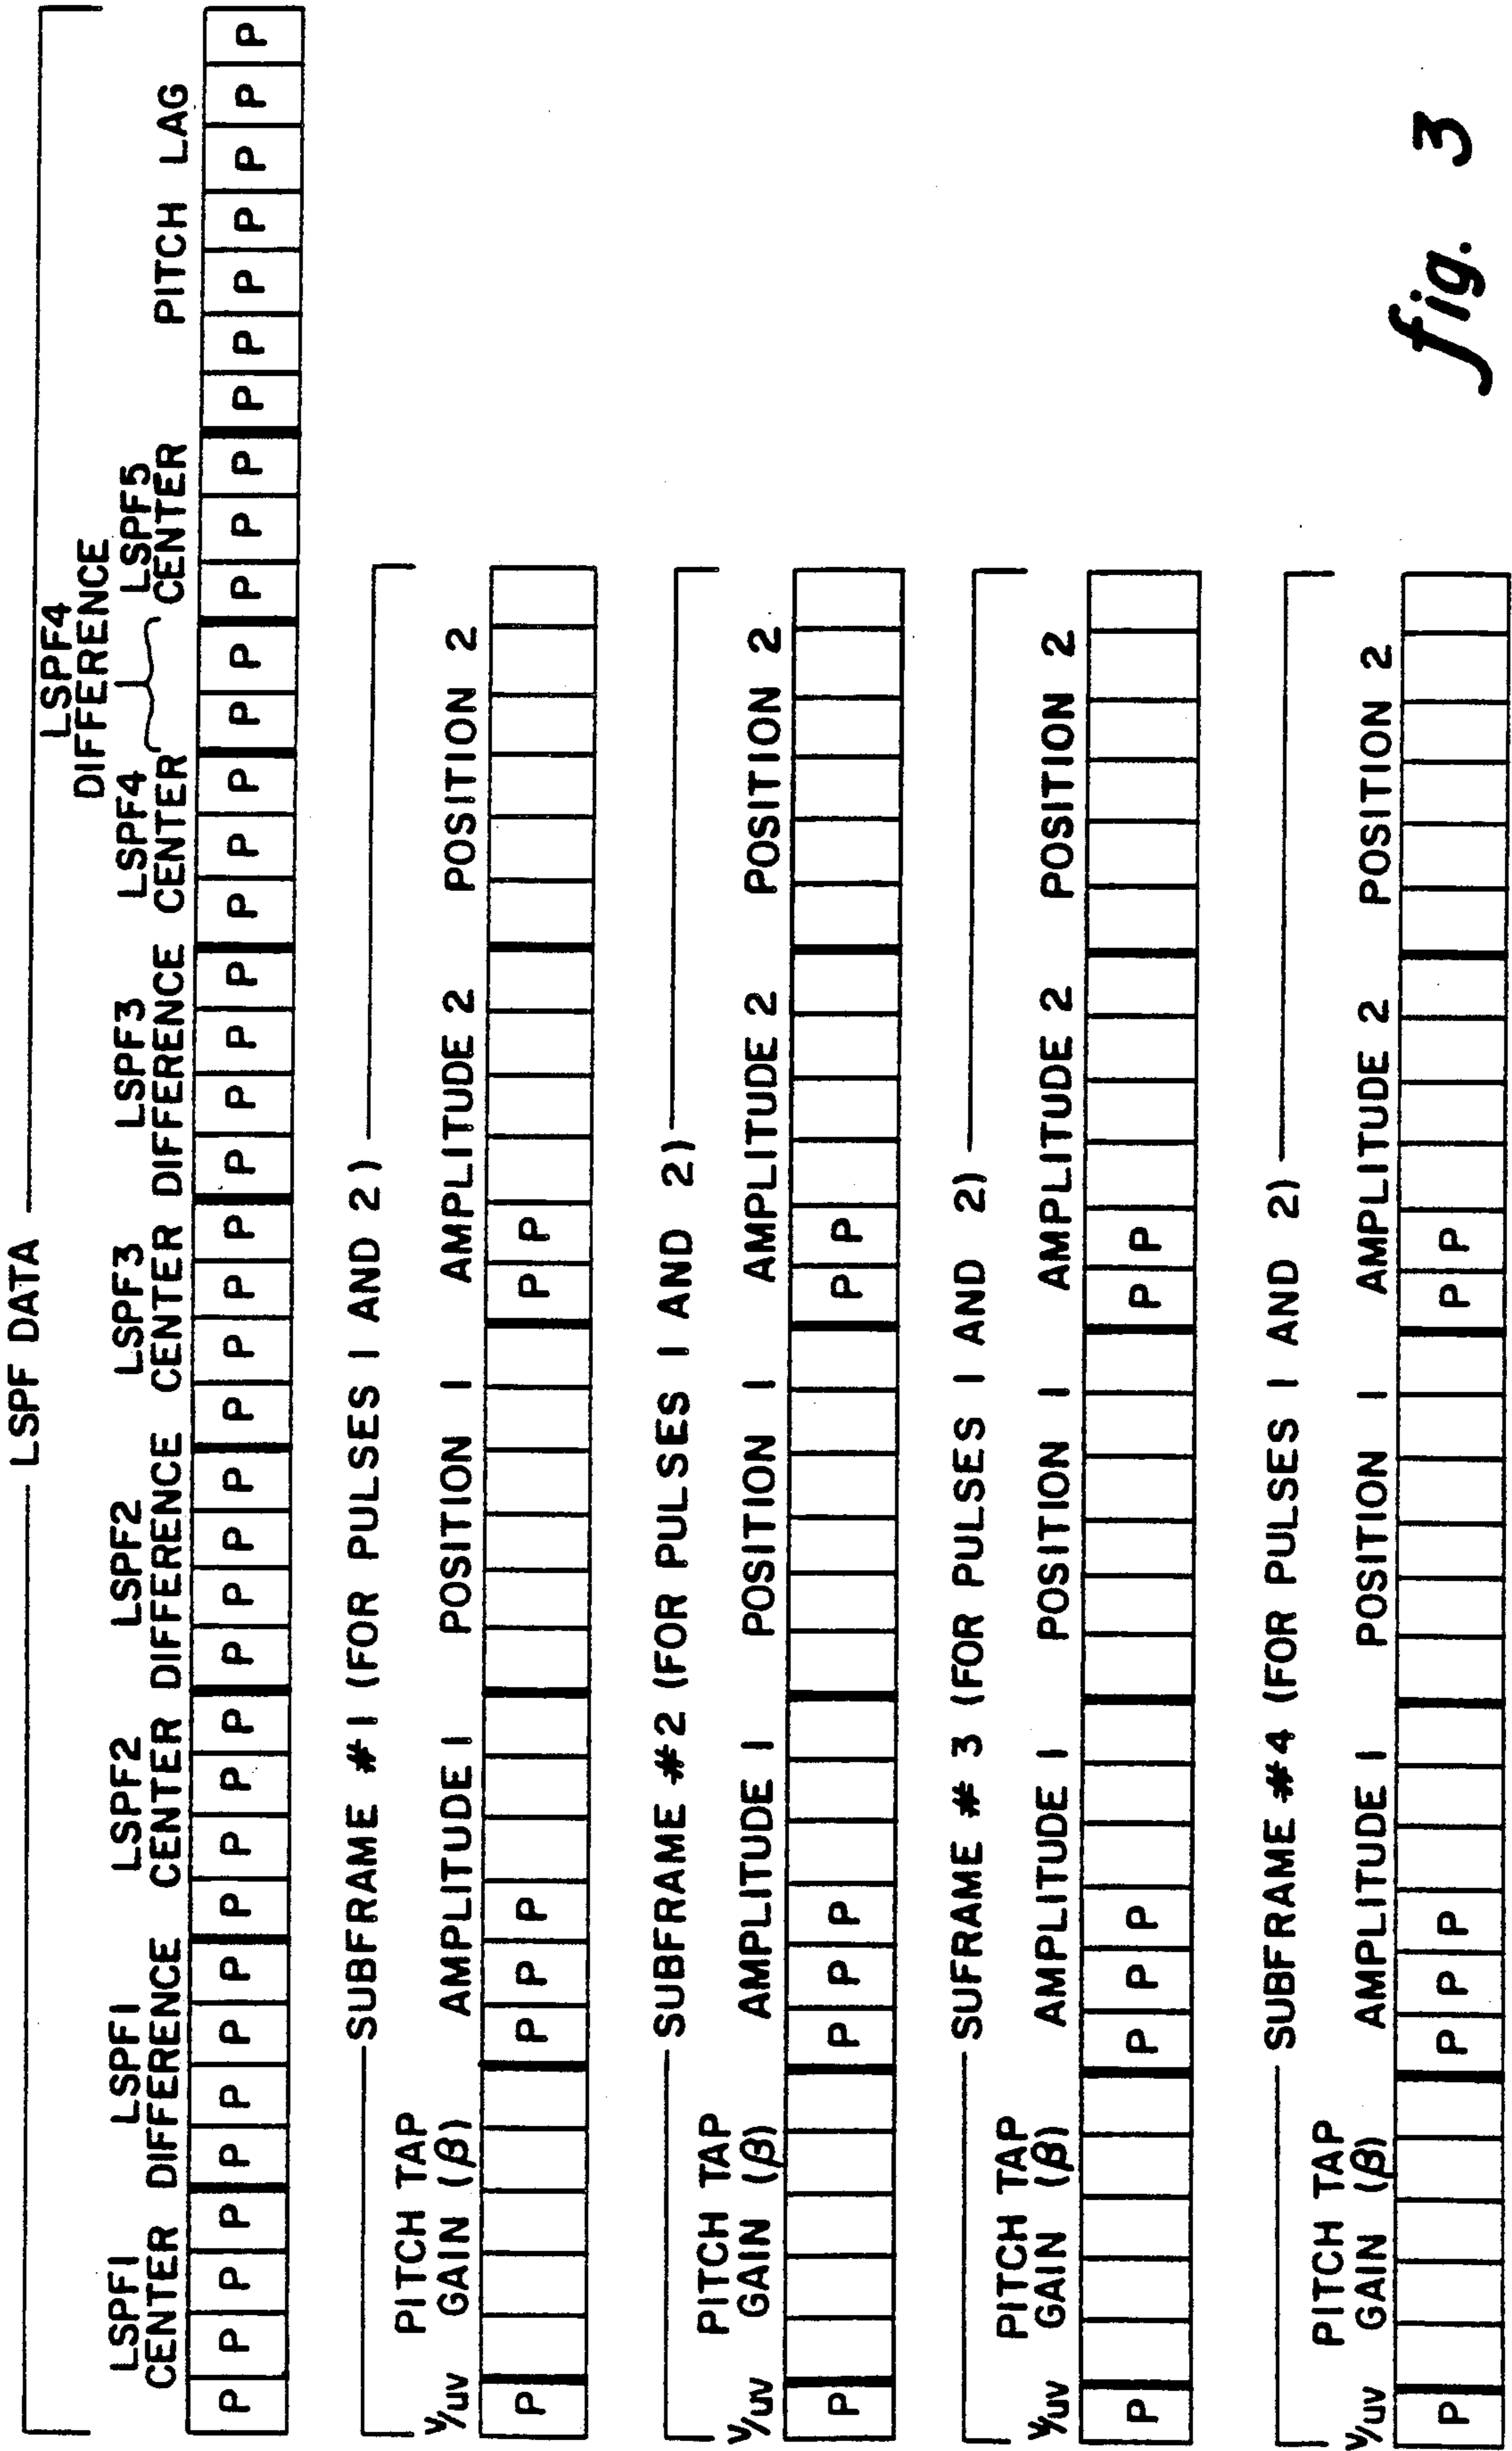 LSPF DATA
LSPF1 CENTER
LSPF1 DIFFERENCE
LSPF2 CENTER
LSPF2 DIFFERENCE
LSPF3 CENTER
LSPF3 DIFFERENCE
LSPF4 CENTER
LSPF4 DIFFERENCE
LSPF5 CENTER
PITCH LAG
P P P P P P P P P P P P P P P P P P P P P P P P P P P P P P P P P P P P P P P
SUBFRAME #1 (FOR PULSES 1 AND 2)
V/UV
PITCH TAP GAIN (β)
AMPLITUDE 1
POSITION 1
AMPLITUDE 2
POSITION 2
P P P P P P
SUBFRAME #2 (FOR PULSES 1 AND 2)
V/UV
PITCH TAP GAIN (β)
AMPLITUDE 1
POSITION 1
AMPLITUDE 2
POSITION 2
P P P P P P
SUFRAME # 3 (FOR PULSES 1 AND 2)
V/UV
PITCH TAP GAIN (β)
AMPLITUDE 1
POSITION 1
AMPLITUDE 2
POSITION 2
P P P P P P
SUBFRAME #4 (FOR PULSES 1 AND 2)
V/UV
PITCH TAP GAIN (β)
AMPLITUDE 1
POSITION 1
AMPLITUDE 2
POSITION 2
P P P P P P
fig. 3